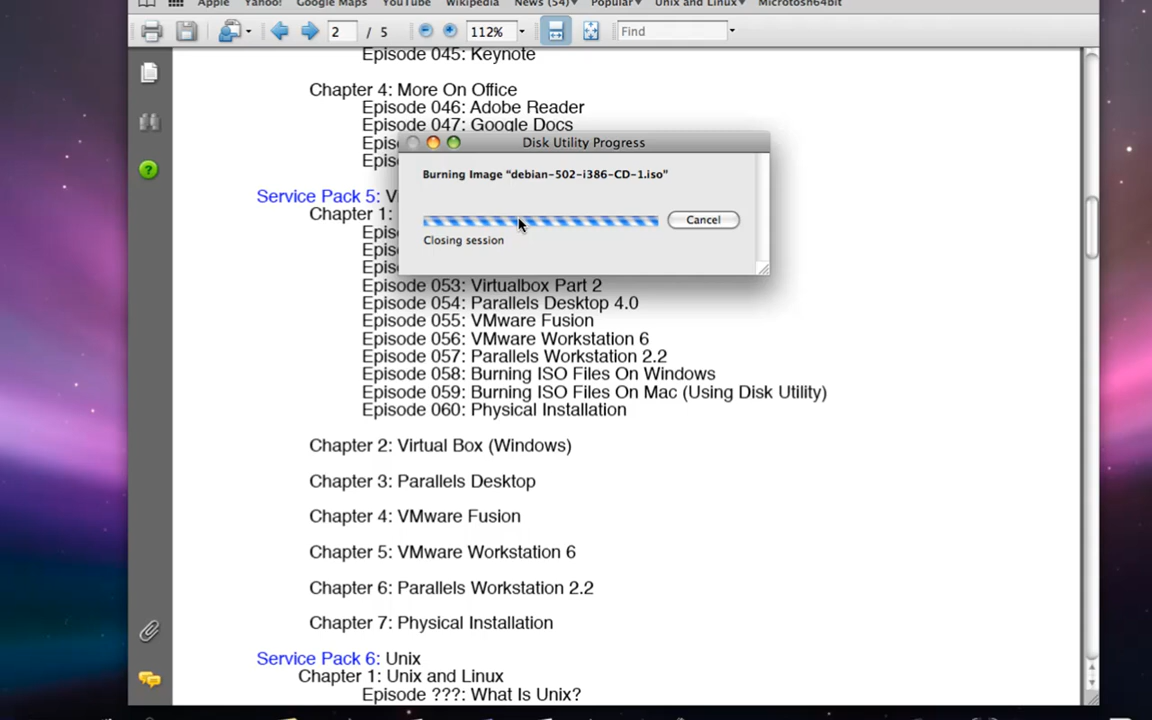 Apple Yahoo! Google Maps YouTube Wikipedia News (54) Popular Unix and Linux Microtosh64bit
2 / 5 112% Find
Episode 045: Keynote
Chapter 4: More On Office
Episode 046: Adobe Reader
Episode 047: Google Docs
Disk Utility Progress
Burning Image “debian-502-i386-CD-1.iso”
Cancel
Closing session
Service Pack 5: Vi
Chapter 1:
Episode 053: Virtualbox Part 2
Episode 054: Parallels Desktop 4.0
Episode 055: VMware Fusion
Episode 056: VMware Workstation 6
Episode 057: Parallels Workstation 2.2
Episode 058: Burning ISO Files On Windows
Episode 059: Burning ISO Files On Mac (Using Disk Utility)
Episode 060: Physical Installation
Chapter 2: Virtual Box (Windows)
Chapter 3: Parallels Desktop
Chapter 4: VMware Fusion
Chapter 5: VMware Workstation 6
Chapter 6: Parallels Workstation 2.2
Chapter 7: Physical Installation
Service Pack 6: Unix
Chapter 1: Unix and Linux
Episode ???: What Is Unix?